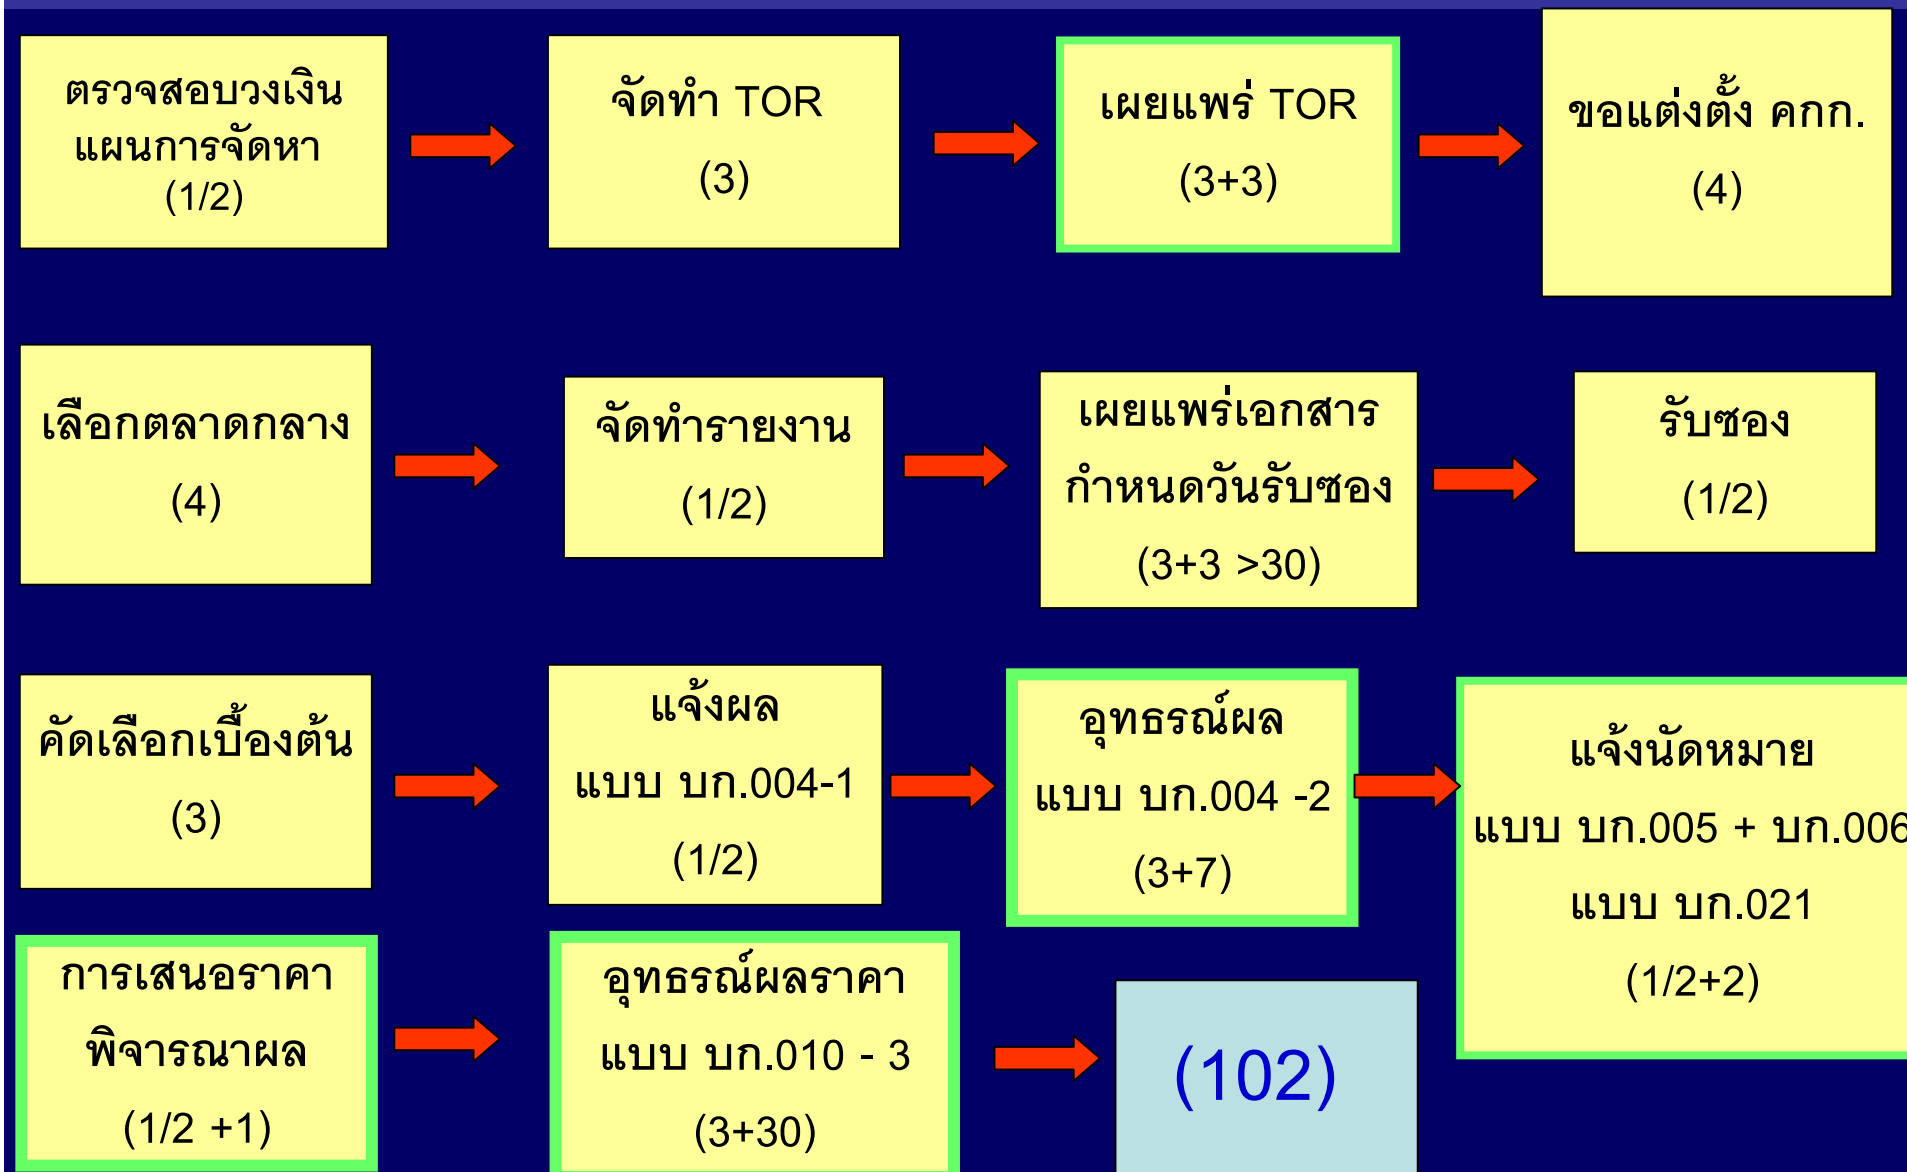 ตรวจสอบวงเงิน
แผนการจัดหา
(1/2)
จัดทำ TOR
(3)
เผยแพร่ TOR
(3+3)
ขอแต่งตั้ง คกก.
(4)
เลือกตลาดกลาง
(4)
จัดทำรายงาน
(1/2)
เผยแพร่เอกสาร
กำหนดวันรับซอง
(3+3 >30)
รับซอง
(1/2)
คัดเลือกเบื้องต้น
(3)
แจ้งผล
แบบ บก.004-1
(1/2)
อุทธรณ์ผล
แบบ บก.004 -2
(3+7)
แจ้งนัดหมาย
แบบ บก.005 + บก.006
แบบ บก.021
(1/2+2)
การเสนอราคา
พิจารณาผล
(1/2 +1)
อุทธรณ์ผลราคา
แบบ บก.010 - 3
(3+30)
(102)